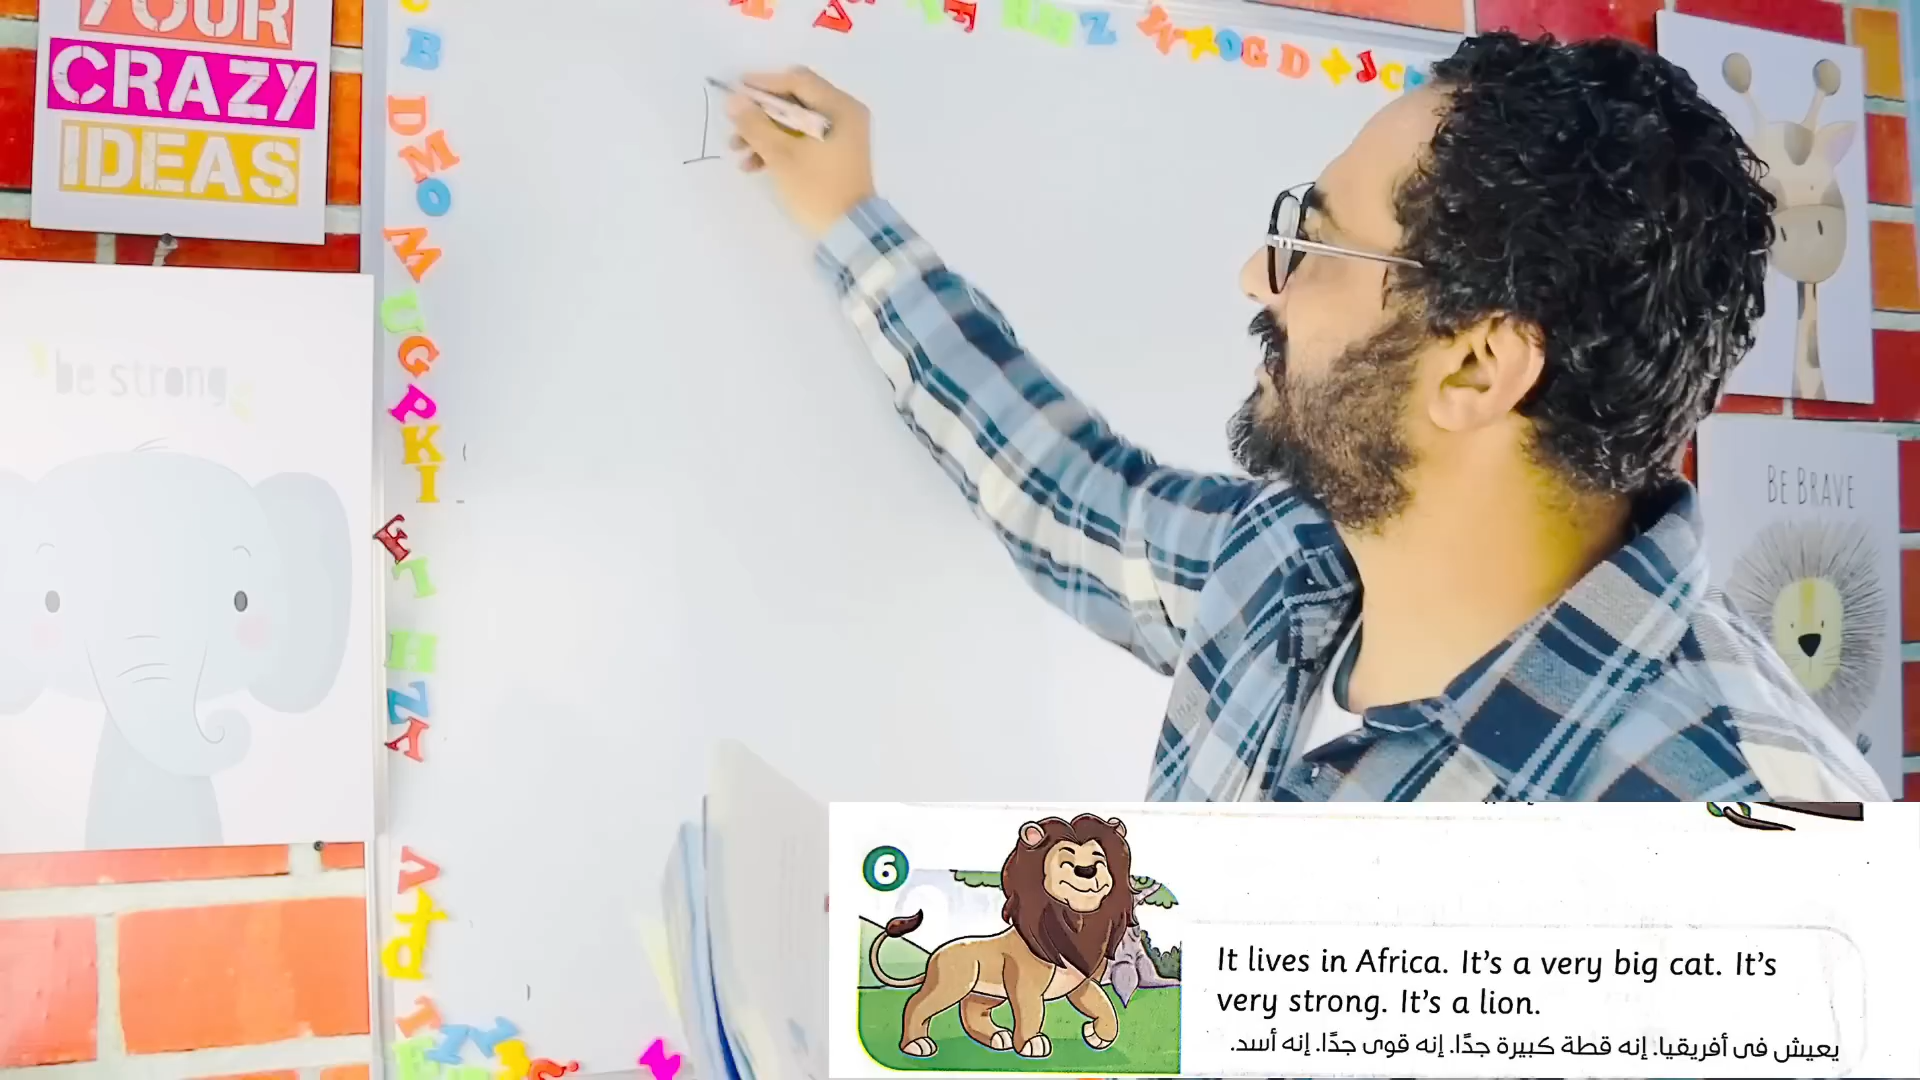 YOUR
CRAZY
IDEAS
be strong
BE BRAVE
6
It lives in Africa. It's a very big cat. It's
very strong. It's a lion.
يعيش فى أفريقيا. إنه قطة كبيرة جدًا. إنه قوى جدًا. إنه أسد.